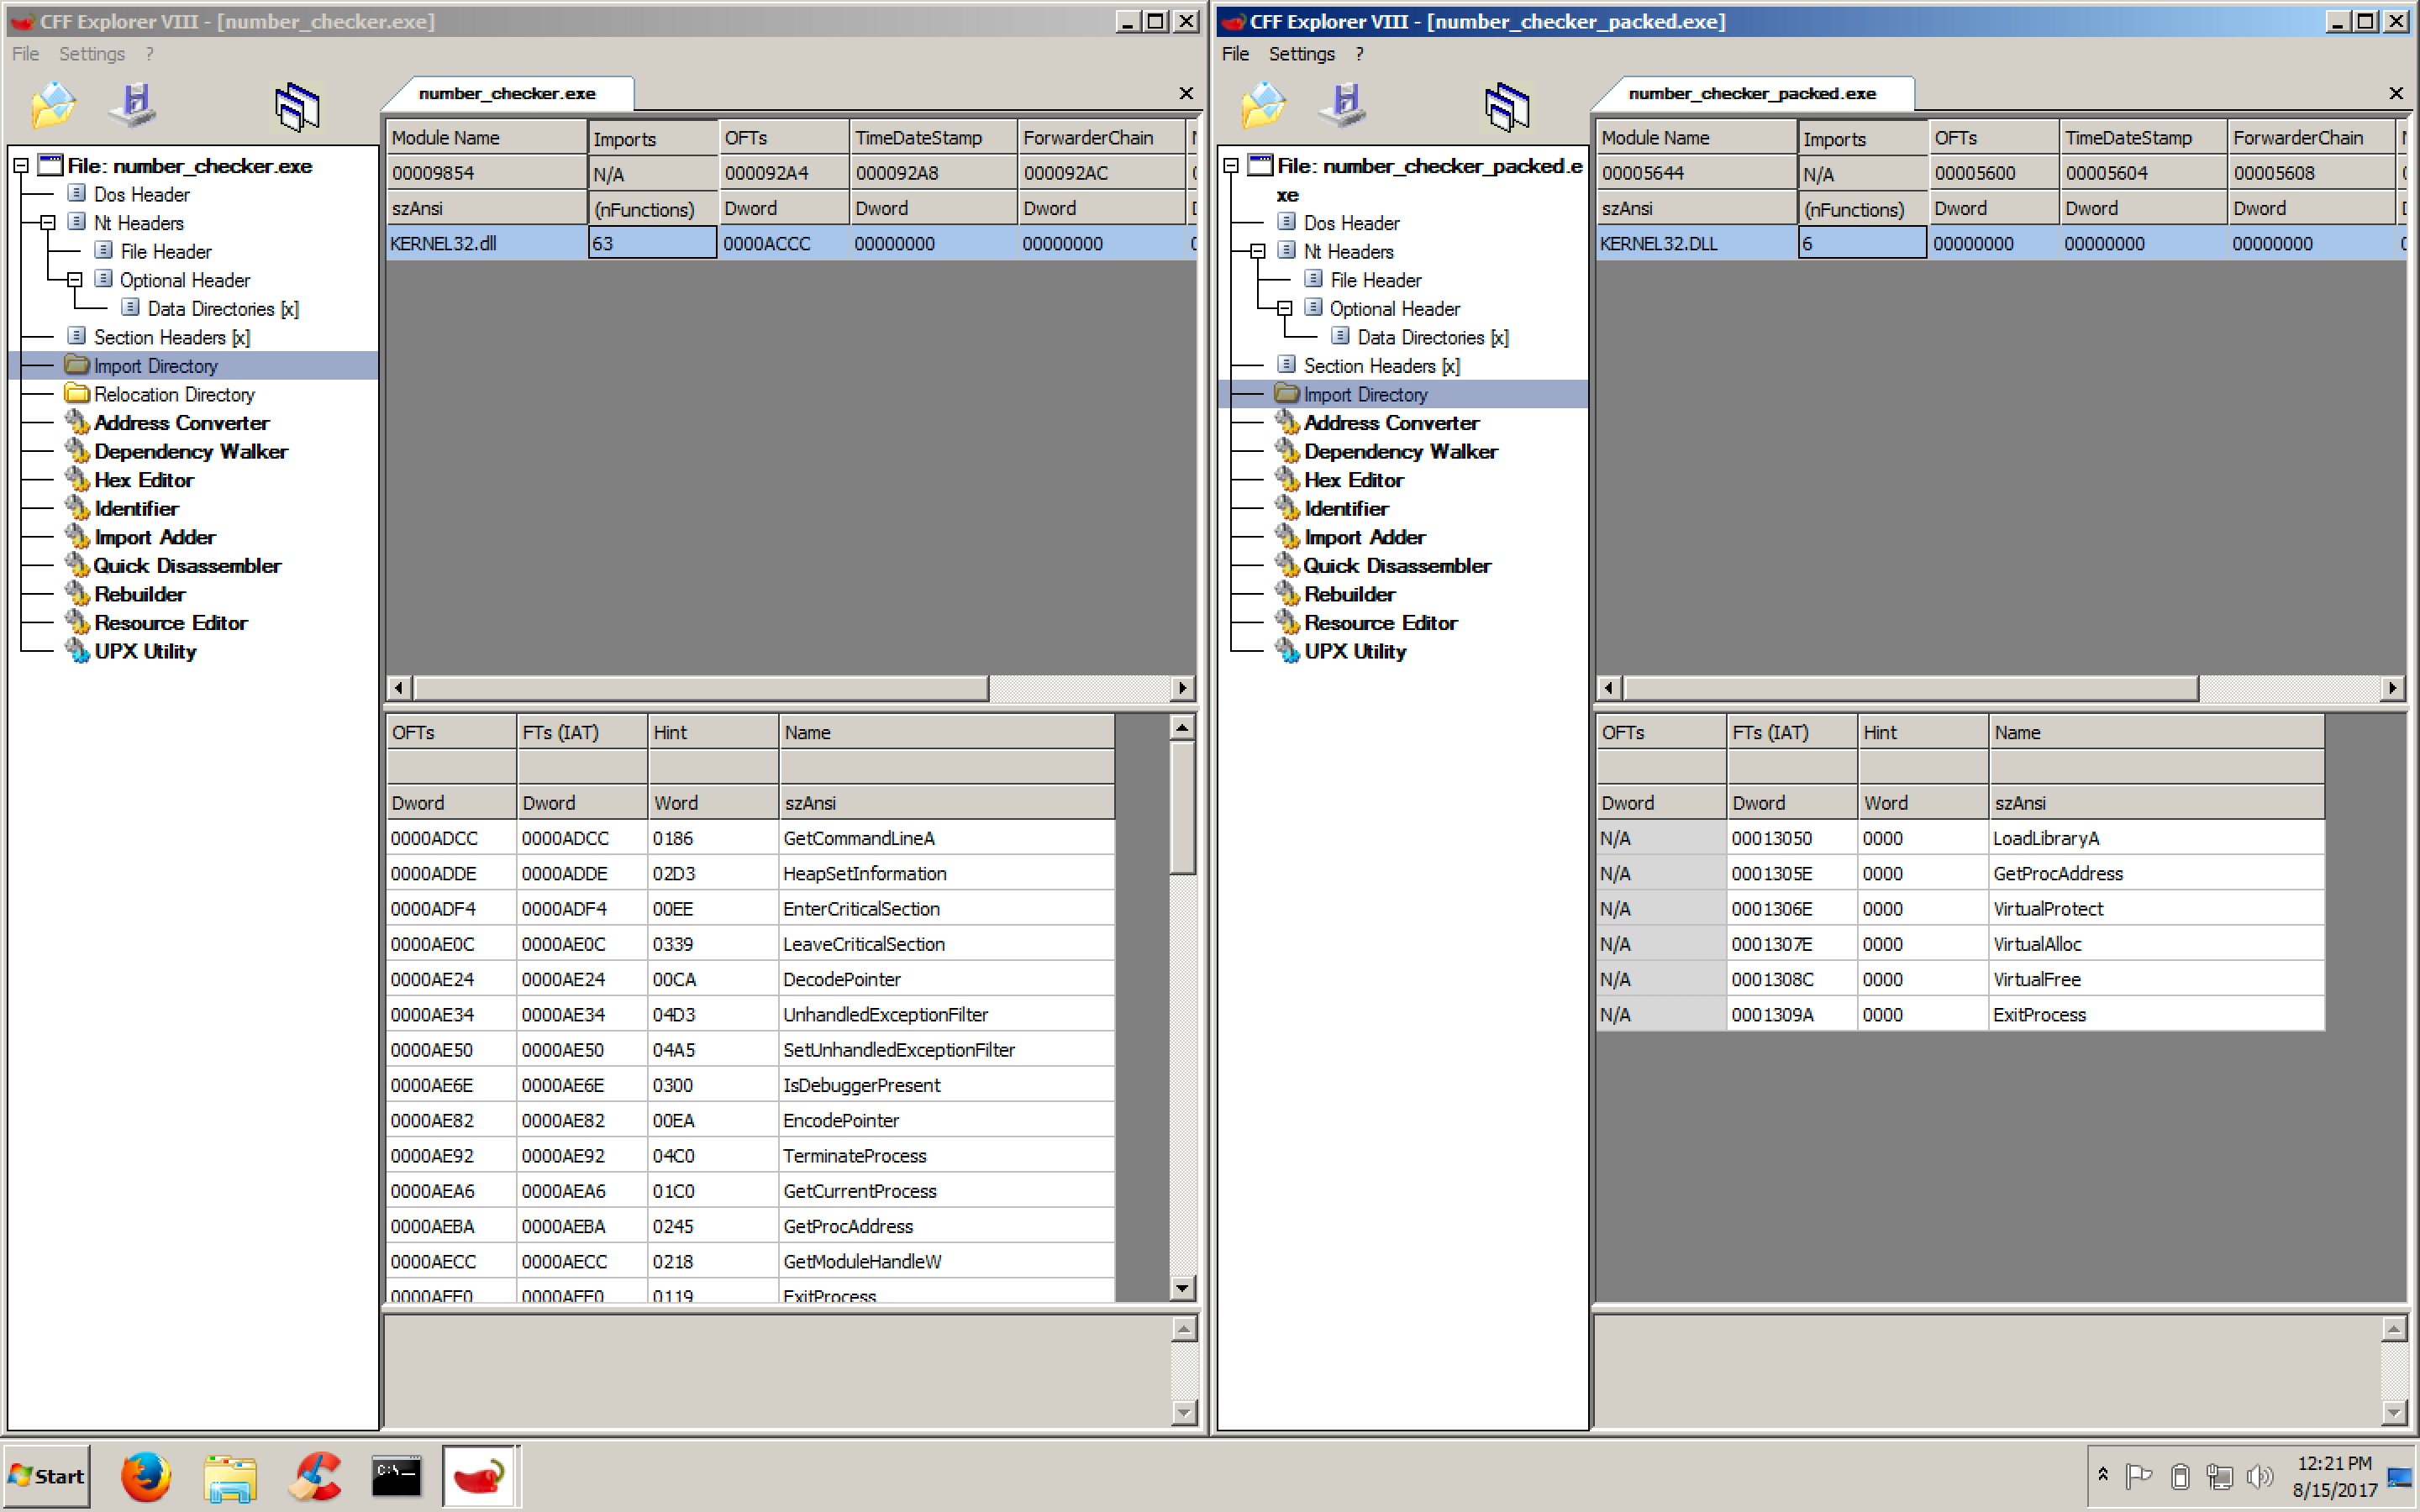 CFF Explorer VIII - [number_checker.exe]
File Settings ?
number_checker.exe
File: number_checker.exe
Dos Header
Nt Headers
File Header
Optional Header
Data Directories [x]
Section Headers [x]
Import Directory
Relocation Directory
Address Converter
Dependency Walker
Hex Editor
Identifier
Import Adder
Quick Disassembler
Rebuilder
Resource Editor
UPX Utility
Module Name Imports OFTs TimeDateStamp ForwarderChain
00009854 N/A 000092A4 000092A8 000092AC
szAnsi (nFunctions) Dword Dword Dword
KERNEL32.dll 63 0000ACCC 00000000 00000000
OFTs FTs (IAT) Hint Name
Dword Dword Word szAnsi
0000ADCC 0000ADCC 0186 GetCommandLineA
0000ADDE 0000ADDE 02D3 HeapSetInformation
0000ADF4 0000ADF4 00EE EnterCriticalSection
0000AE0C 0000AE0C 0339 LeaveCriticalSection
0000AE24 0000AE24 00CA DecodePointer
0000AE34 0000AE34 04D3 UnhandledExceptionFilter
0000AE50 0000AE50 04A5 SetUnhandledExceptionFilter
0000AE6E 0000AE6E 0300 IsDebuggerPresent
0000AE82 0000AE82 00EA EncodePointer
0000AE92 0000AE92 04C0 TerminateProcess
0000AEA6 0000AEA6 01C0 GetCurrentProcess
0000AEBA 0000AEBA 0245 GetProcAddress
0000AECC 0000AECC 0218 GetModuleHandleW
0000AEE0 0000AEE0 0119 ExitProcess
CFF Explorer VIII - [number_checker_packed.exe]
File Settings ?
number_checker_packed.exe
File: number_checker_packed.e
xe
Dos Header
Nt Headers
File Header
Optional Header
Data Directories [x]
Section Headers [x]
Import Directory
Address Converter
Dependency Walker
Hex Editor
Identifier
Import Adder
Quick Disassembler
Rebuilder
Resource Editor
UPX Utility
Module Name Imports OFTs TimeDateStamp ForwarderChain
00005644 N/A 00005600 00005604 00005608
szAnsi (nFunctions) Dword Dword Dword
KERNEL32.DLL 6 00000000 00000000 00000000
OFTs FTs (IAT) Hint Name
Dword Dword Word szAnsi
N/A 00013050 0000 LoadLibraryA
N/A 0001305E 0000 GetProcAddress
N/A 0001306E 0000 VirtualProtect
N/A 0001307E 0000 VirtualAlloc
N/A 0001308C 0000 VirtualFree
N/A 0001309A 0000 ExitProcess
Start
C:\_
12:21 PM
8/15/2017